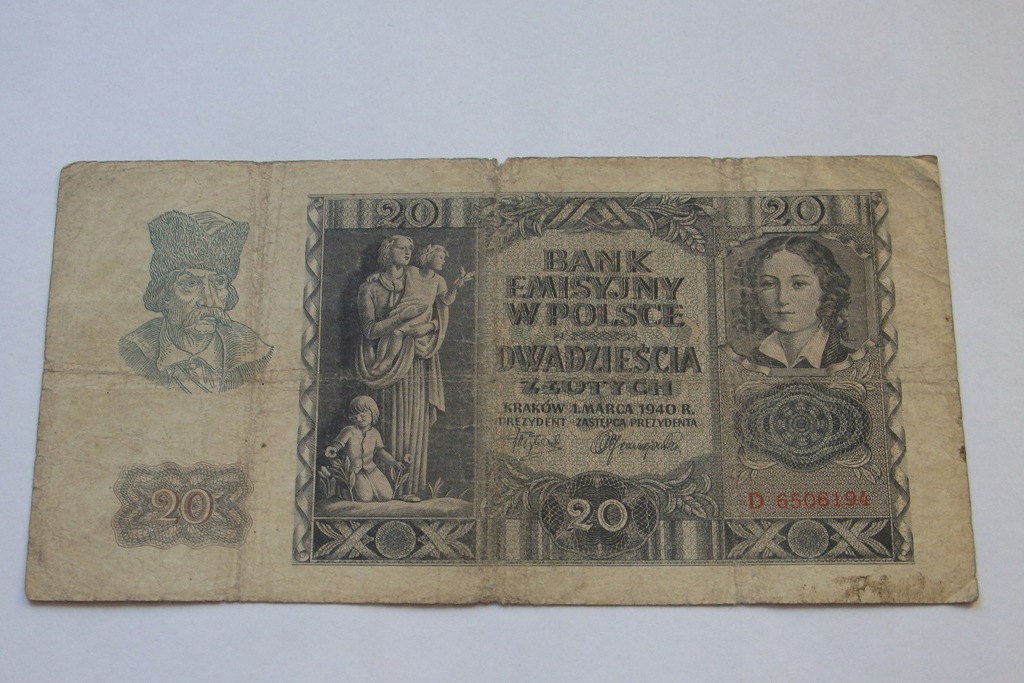 20
20
BANK
EMISYJNY
W POLSCE
DWADZIEŚCIA
ZŁOTYCH
KRAKÓW 1. MARCA 1940 R.
PREZYDENT ZASTĘPCA PREZYDENTA
D 6506194
20
20